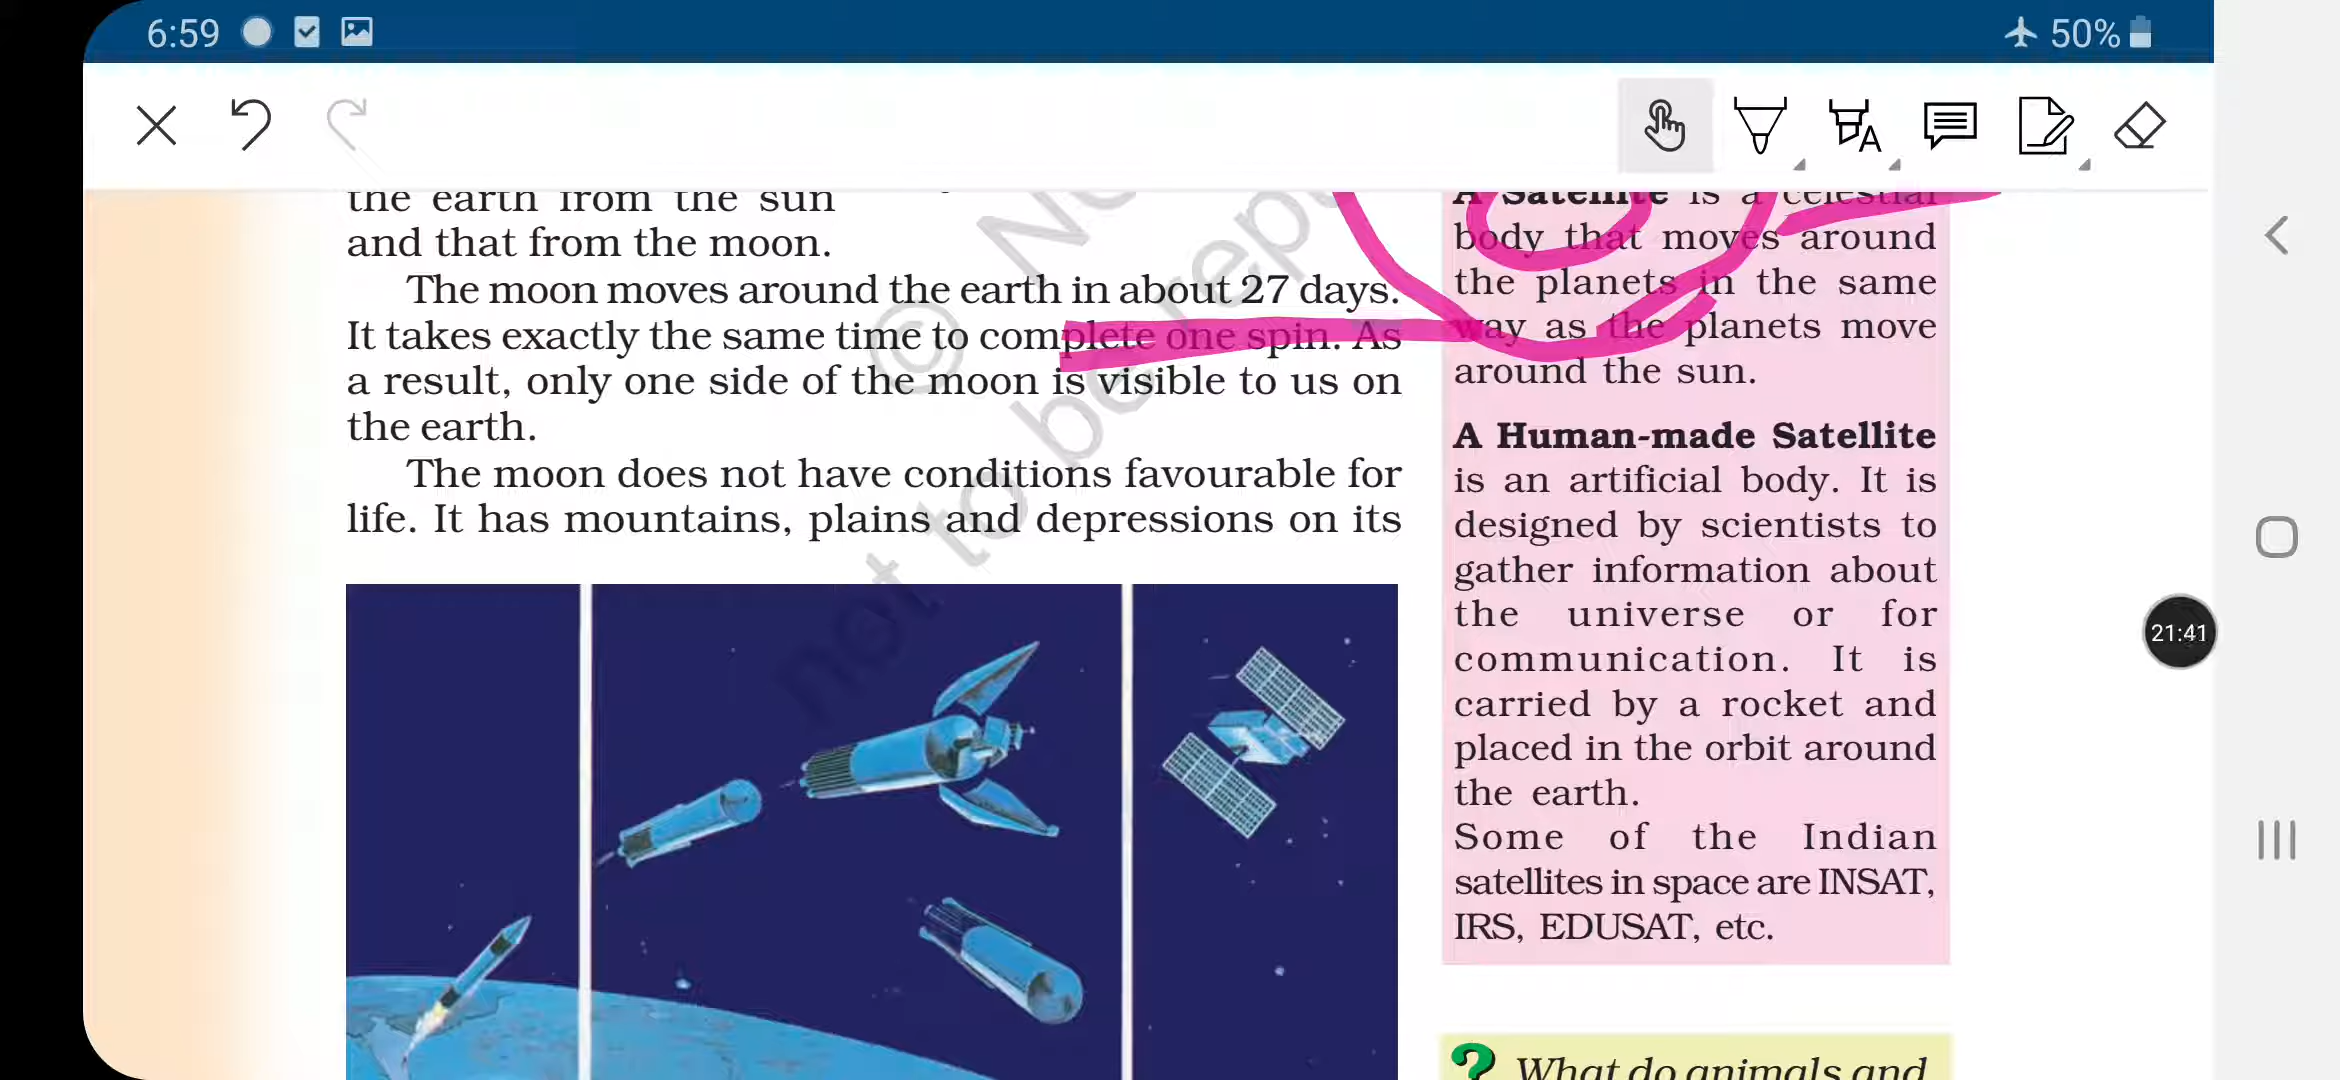 6:59
50%
the earth from the sun
and that from the moon.
The moon moves around the earth in about 27 days.
It takes exactly the same time to complete one spin. As
a result, only one side of the moon is visible to us on
the earth.
The moon does not have conditions favourable for
life. It has mountains, plains and depressions on its
A Satellite is a celestial
body that moves around
the planets in the same
way as the planets move
around the sun.
A Human-made Satellite
is an artificial body. It is
designed by scientists to
gather information about
the universe or for
communication. It is
carried by a rocket and
placed in the orbit around
the earth.
Some of the Indian
satellites in space are INSAT,
IRS, EDUSAT, etc.
? What do animals and
21:41
©
not to be rep